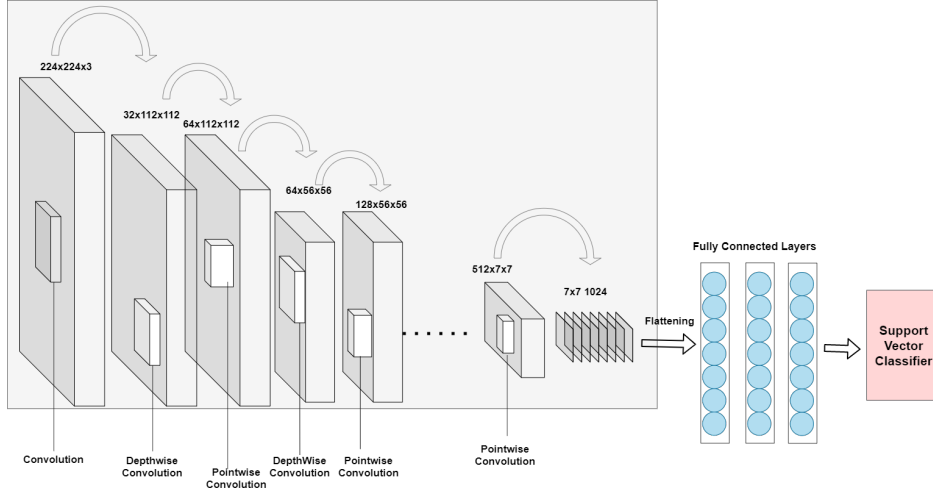 224x224x3
32x112x112
64x112x112
64x56x56
128x56x56
512x7x7
7x7 1024
Flattening
Fully Connected Layers
Support
Vector
Classifier
Convolution
Depthwise
Convolution
Pointwise
Convolution
DepthWise
Convolution
Pointwise
Convolution
Pointwise
Convolution